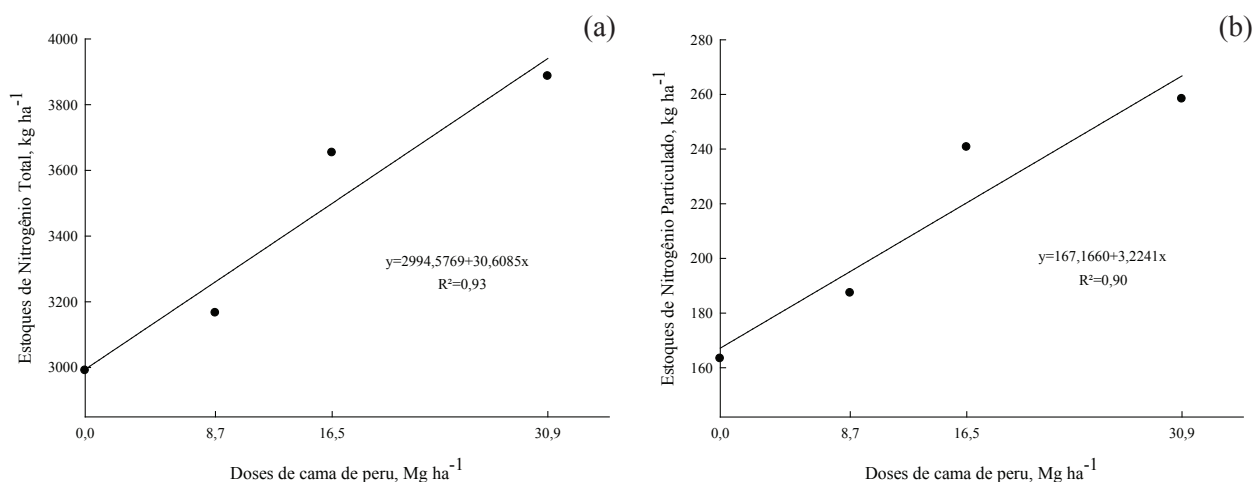 (a)
Estoques de Nitrogênio Total, kg ha⁻¹
4000
3800
3600
3400
3200
3000
y=2994,5769+30,6085x
R²=0,93
0,0 8,7 16,5 30,9
Doses de cama de peru, Mg ha⁻¹
(b)
Estoques de Nitrogênio Particulado, kg ha⁻¹
280
260
240
220
200
180
160
y=167,1660+3,2241x
R²=0,90
0,0 8,7 16,5 30,9
Doses de cama de peru, Mg ha⁻¹